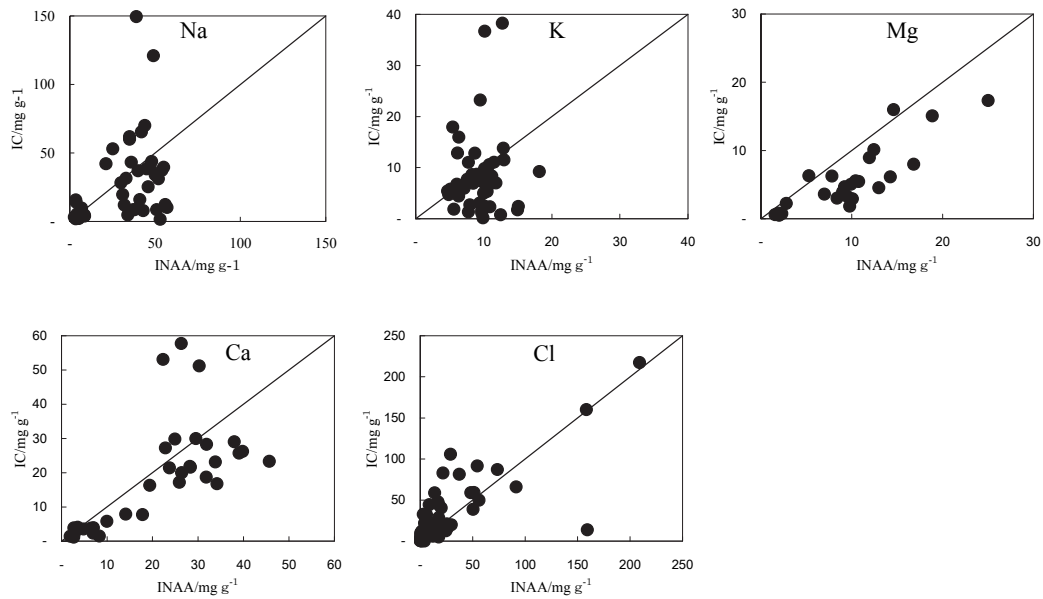 Na
150
100
50
-
- 50 100 150
IC/mg g-1
INAA/mg g-1
K
40
30
20
10
-
- 10 20 30 40
IC/mg g-1
INAA/mg g-1
Mg
30
20
10
-
- 10 20 30
IC/mg g-1
INAA/mg g-1
Ca
60
50
40
30
20
10
-
- 10 20 30 40 50 60
IC/mg g-1
INAA/mg g-1
Cl
250
200
150
100
50
-
- 50 100 150 200 250
IC/mg g-1
INAA/mg g-1